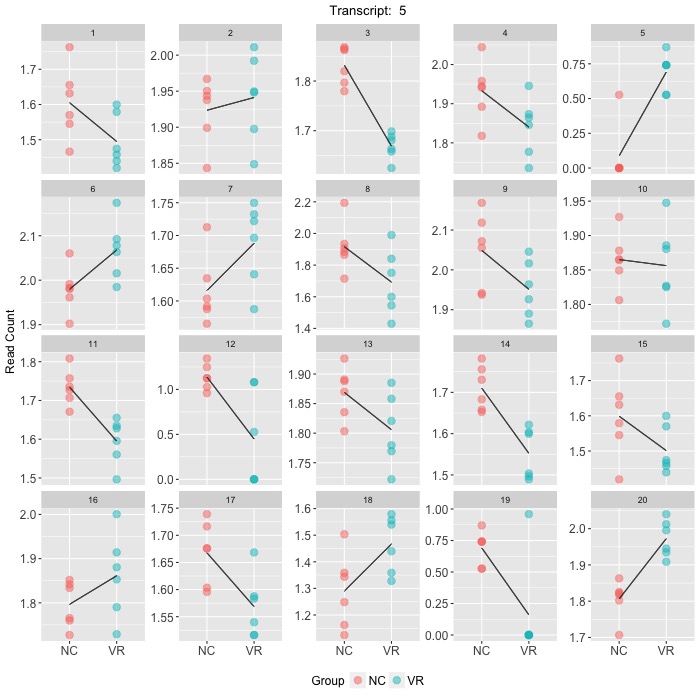 Transcript: 5
1 2 3 4 5
1.7 1.6 1.5
2.00 1.95 1.90 1.85
1.8 1.7
2.0 1.9 1.8
0.75 0.50 0.25 0.00
6 7 8 9 10
2.1 2.0 1.9
1.75 1.70 1.65 1.60
2.2 2.0 1.8 1.6 1.4
2.1 2.0 1.9
1.95 1.90 1.85 1.80
Read Count
11 12 13 14 15
1.8 1.7 1.6 1.5
1.0 0.5 0.0
1.90 1.85 1.80 1.75
1.7 1.6 1.5
1.7 1.6 1.5
16 17 18 19 20
2.0 1.9 1.8
1.75 1.70 1.65 1.60 1.55
1.6 1.5 1.4 1.3 1.2
1.00 0.75 0.50 0.25 0.00
2.0 1.9 1.8 1.7
NC VR NC VR NC VR NC VR NC VR
Group NC VR